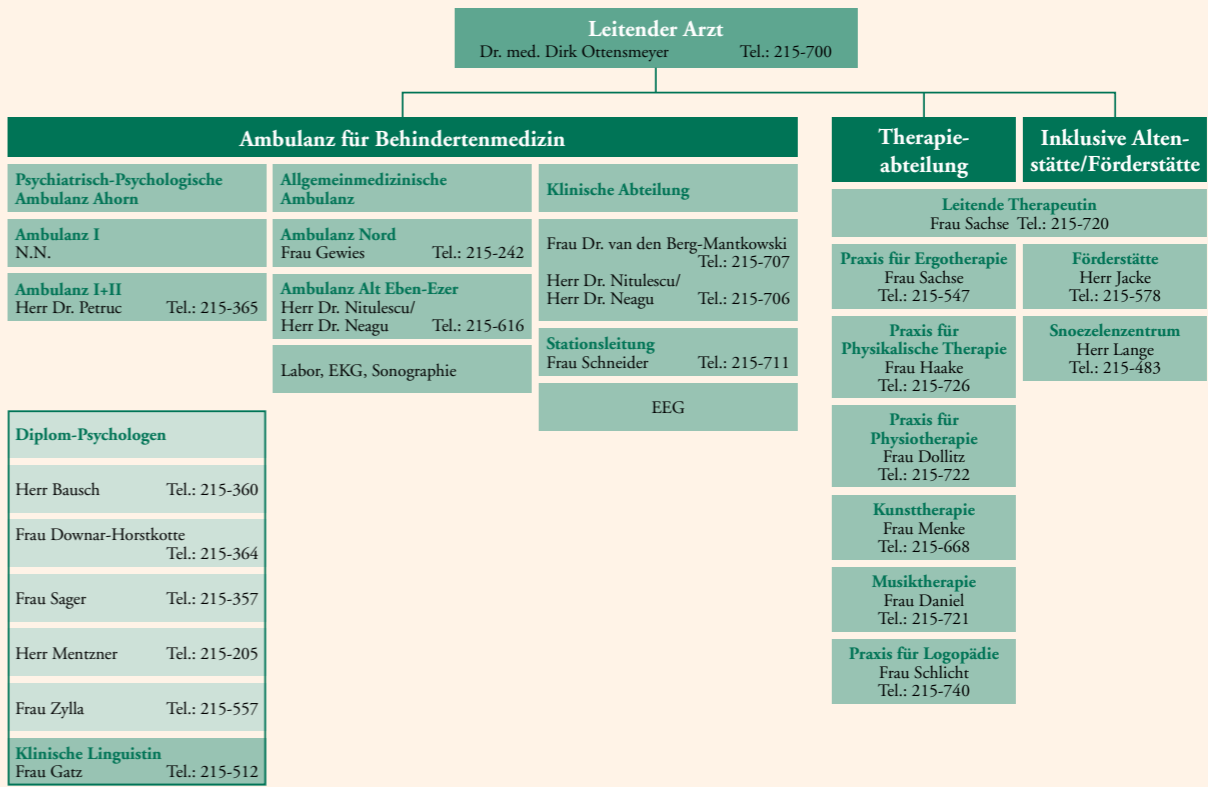 Leitender Arzt
Dr. med. Dirk Ottensmeyer Tel.: 215-700
Ambulanz für Behindertenmedizin
Psychiatrisch-Psychologische
Ambulanz Ahorn
Ambulanz I
N.N.
Ambulanz I+II
Herr Dr. Petruc Tel.: 215-365
Allgemeinmedizinische
Ambulanz
Ambulanz Nord
Frau Gewies Tel.: 215-242
Ambulanz Alt Eben-Ezer
Herr Dr. Nitulescu/
Herr Dr. Neagu Tel.: 215-616
Labor, EKG, Sonographie
Klinische Abteilung
Frau Dr. van den Berg-Mantkowski
Tel.: 215-707
Herr Dr. Nitulescu/
Herr Dr. Neagu Tel.: 215-706
Stationsleitung
Frau Schneider Tel.: 215-711
EEG
Diplom-Psychologen
Herr Bausch Tel.: 215-360
Frau Downar-Horstkotte
Tel.: 215-364
Frau Sager Tel.: 215-357
Herr Mentzner Tel.: 215-205
Frau Zylla Tel.: 215-557
Klinische Linguistin
Frau Gatz Tel.: 215-512
Therapie-
abteilung
Inklusive Alten-
stätte/Förderstätte
Leitende Therapeutin
Frau Sachse Tel.: 215-720
Praxis für Ergotherapie
Frau Sachse
Tel.: 215-547
Praxis für
Physikalische Therapie
Frau Haake
Tel.: 215-726
Praxis für
Physiotherapie
Frau Dollitz
Tel.: 215-722
Kunsttherapie
Frau Menke
Tel.: 215-668
Musiktherapie
Frau Daniel
Tel.: 215-721
Praxis für Logopädie
Frau Schlicht
Tel.: 215-740
Förderstätte
Herr Jacke
Tel.: 215-578
Snoezelenzentrum
Herr Lange
Tel.: 215-483